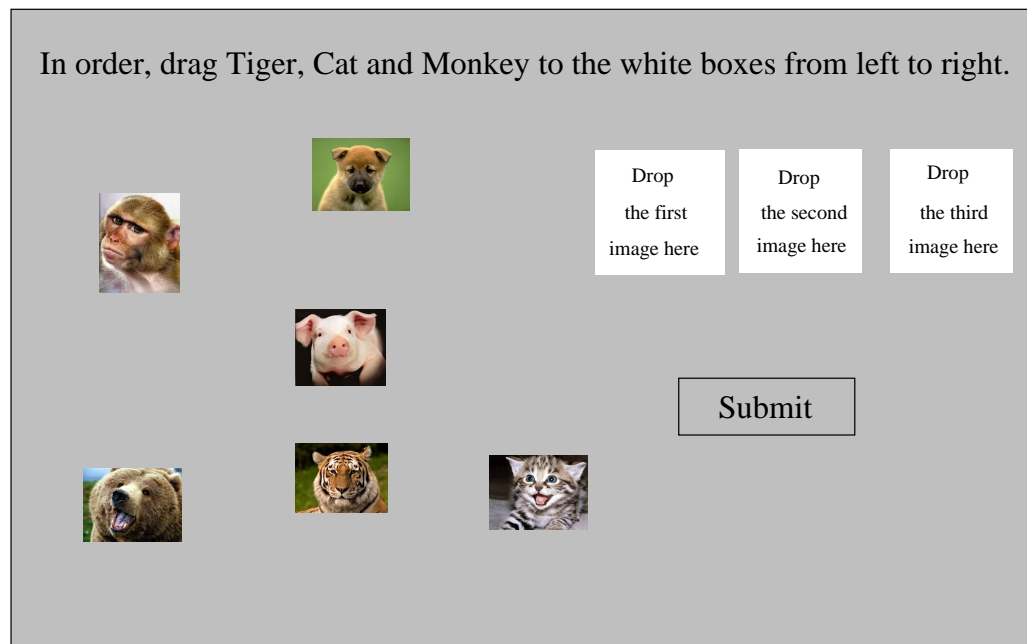 In order, drag Tiger, Cat and Monkey to the white boxes from left to right.
Drop
the first
image here
Drop
the second
image here
Drop
the third
image here
Submit